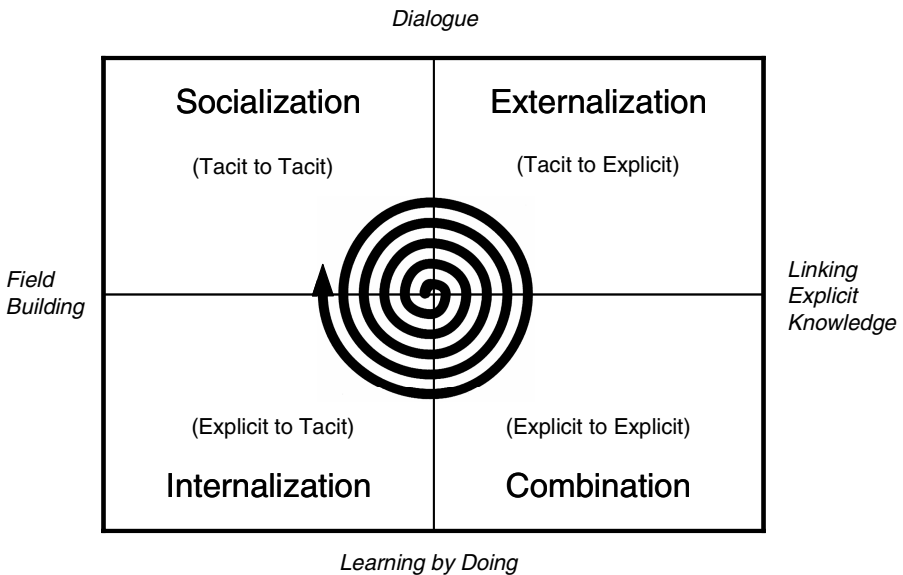 Dialogue
Socialization
Externalization
(Tacit to Tacit)
(Tacit to Explicit)
Field
Building
Linking
Explicit
Knowledge
(Explicit to Tacit)
(Explicit to Explicit)
Internalization
Combination
Learning by Doing